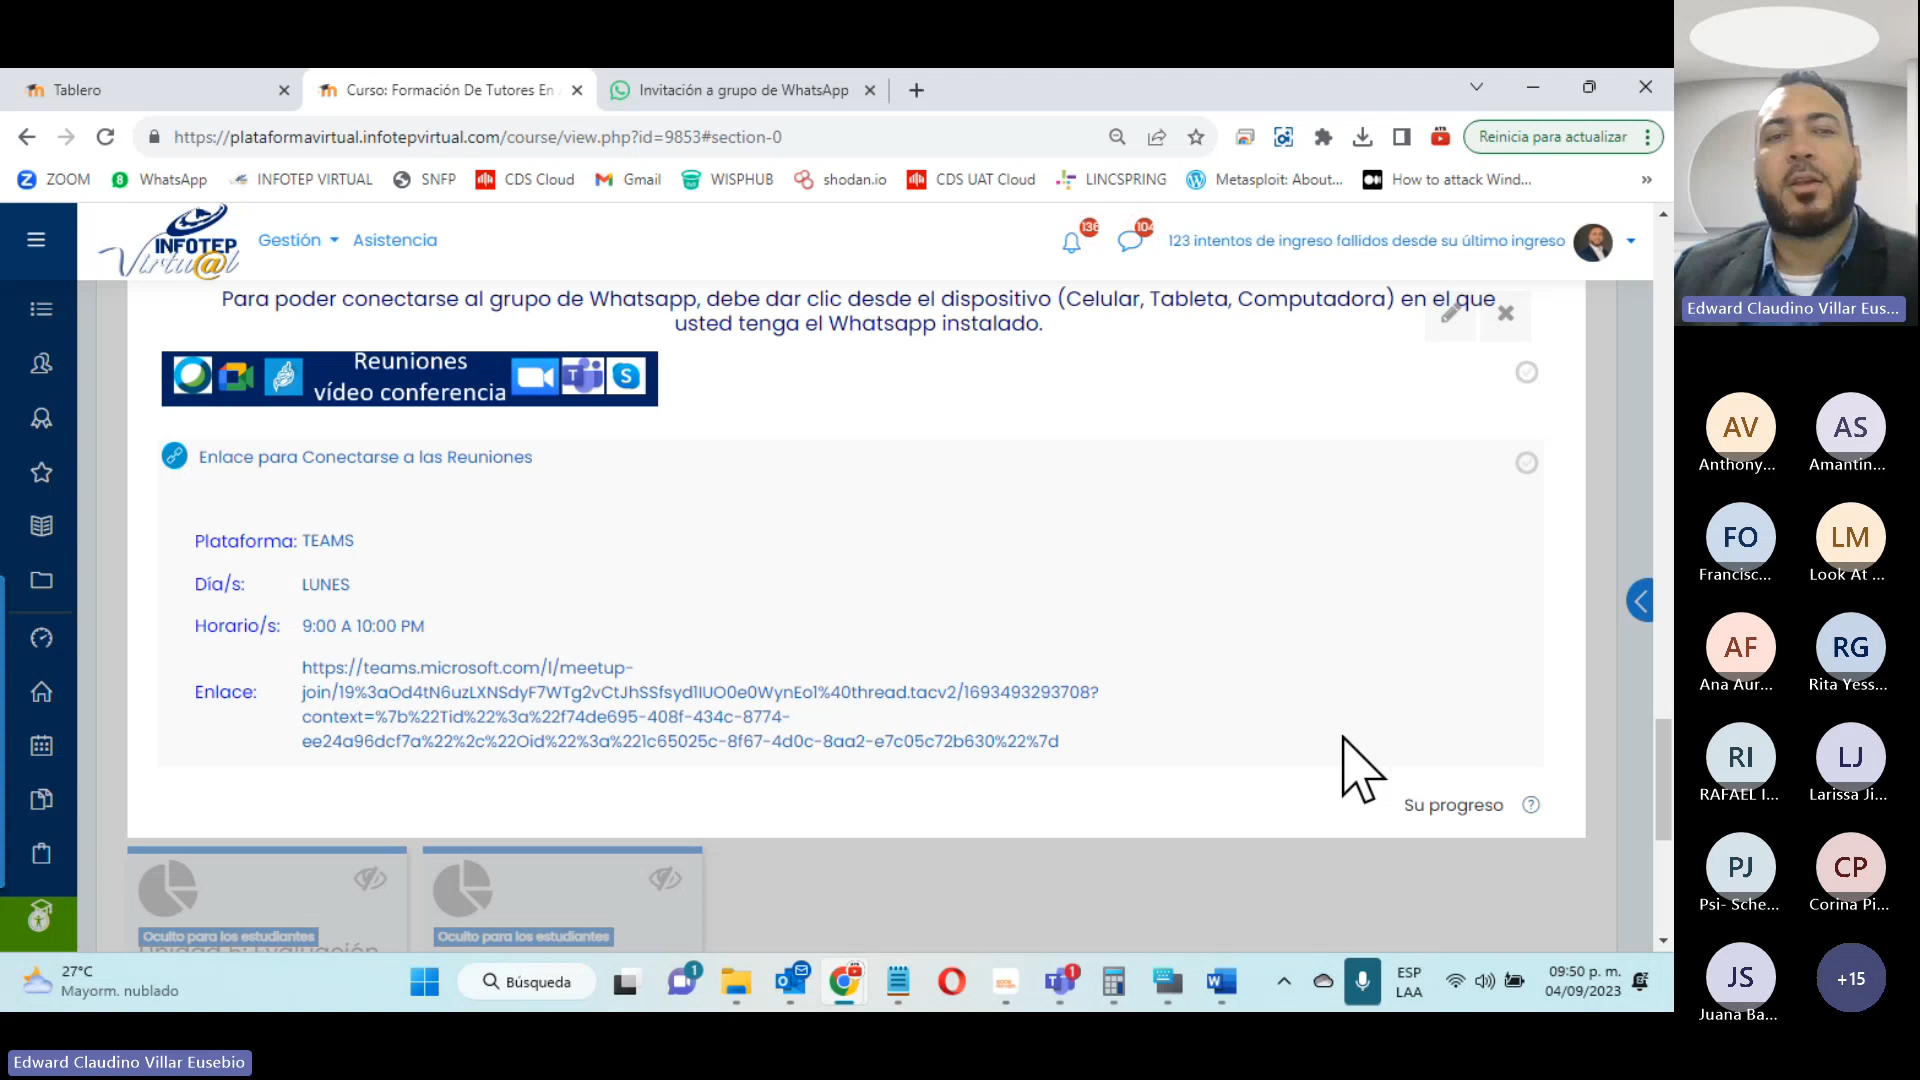 Tablero
Curso: Formación De Tutores En
Invitación a grupo de WhatsApp
https://plataformavirtual.infotepvirtual.com/course/view.php?id=9853#section-0
Reinicia para actualizar
ZOOM
8
WhatsApp
INFOTEP VIRTUAL
SNFP
CDS Cloud
Gmail
WISPHUB
shodan.io
CDS UAT Cloud
LINCSPRING
Metasploit: About...
How to attack Wind...
»
INFOTEP
Virtu@l
Gestión
Asistencia
136
104
123 intentos de ingreso fallidos desde su último ingreso
Para poder conectarse al grupo de Whatsapp, debe dar clic desde el dispositivo (Celular, Tableta, Computadora) en el que
usted tenga el Whatsapp instalado.
Reuniones
vídeo conferencia
Enlace para Conectarse a las Reuniones
Plataforma: TEAMS
Día/s: LUNES
Horario/s: 9:00 A 10:00 PM
Enlace:
https://teams.microsoft.com/l/meetup-
join/19%3aOd4tN6uzLXNSdyF7WTg2vCtJhSSfsyd1IUO0e0WynEo1%40thread.tacv2/1693493293708?
context=%7b%22Tid%22%3a%22f74de695-408f-434c-8774-
ee24a96dcf7a%22%2c%22Oid%22%3a%221c65025c-8f67-4d0c-8aa2-e7c05c72b630%22%7d
Su progreso
Oculto para los estudiantes
Oculto para los estudiantes
27°C
Mayorm. nublado
Búsqueda
1
1
ESP
LAA
09:50 p. m.
04/09/2023
Edward Claudino Villar Eusebio
Edward Claudino Villar Eus...
AV
Anthony...
AS
Amantin...
FO
Francisc...
LM
Look At ...
AF
Ana Aur...
RG
Rita Yess...
RI
RAFAEL I...
LJ
Larissa Ji...
PJ
Psi- Sche...
CP
Corina Pi...
JS
Juana Ba...
+15